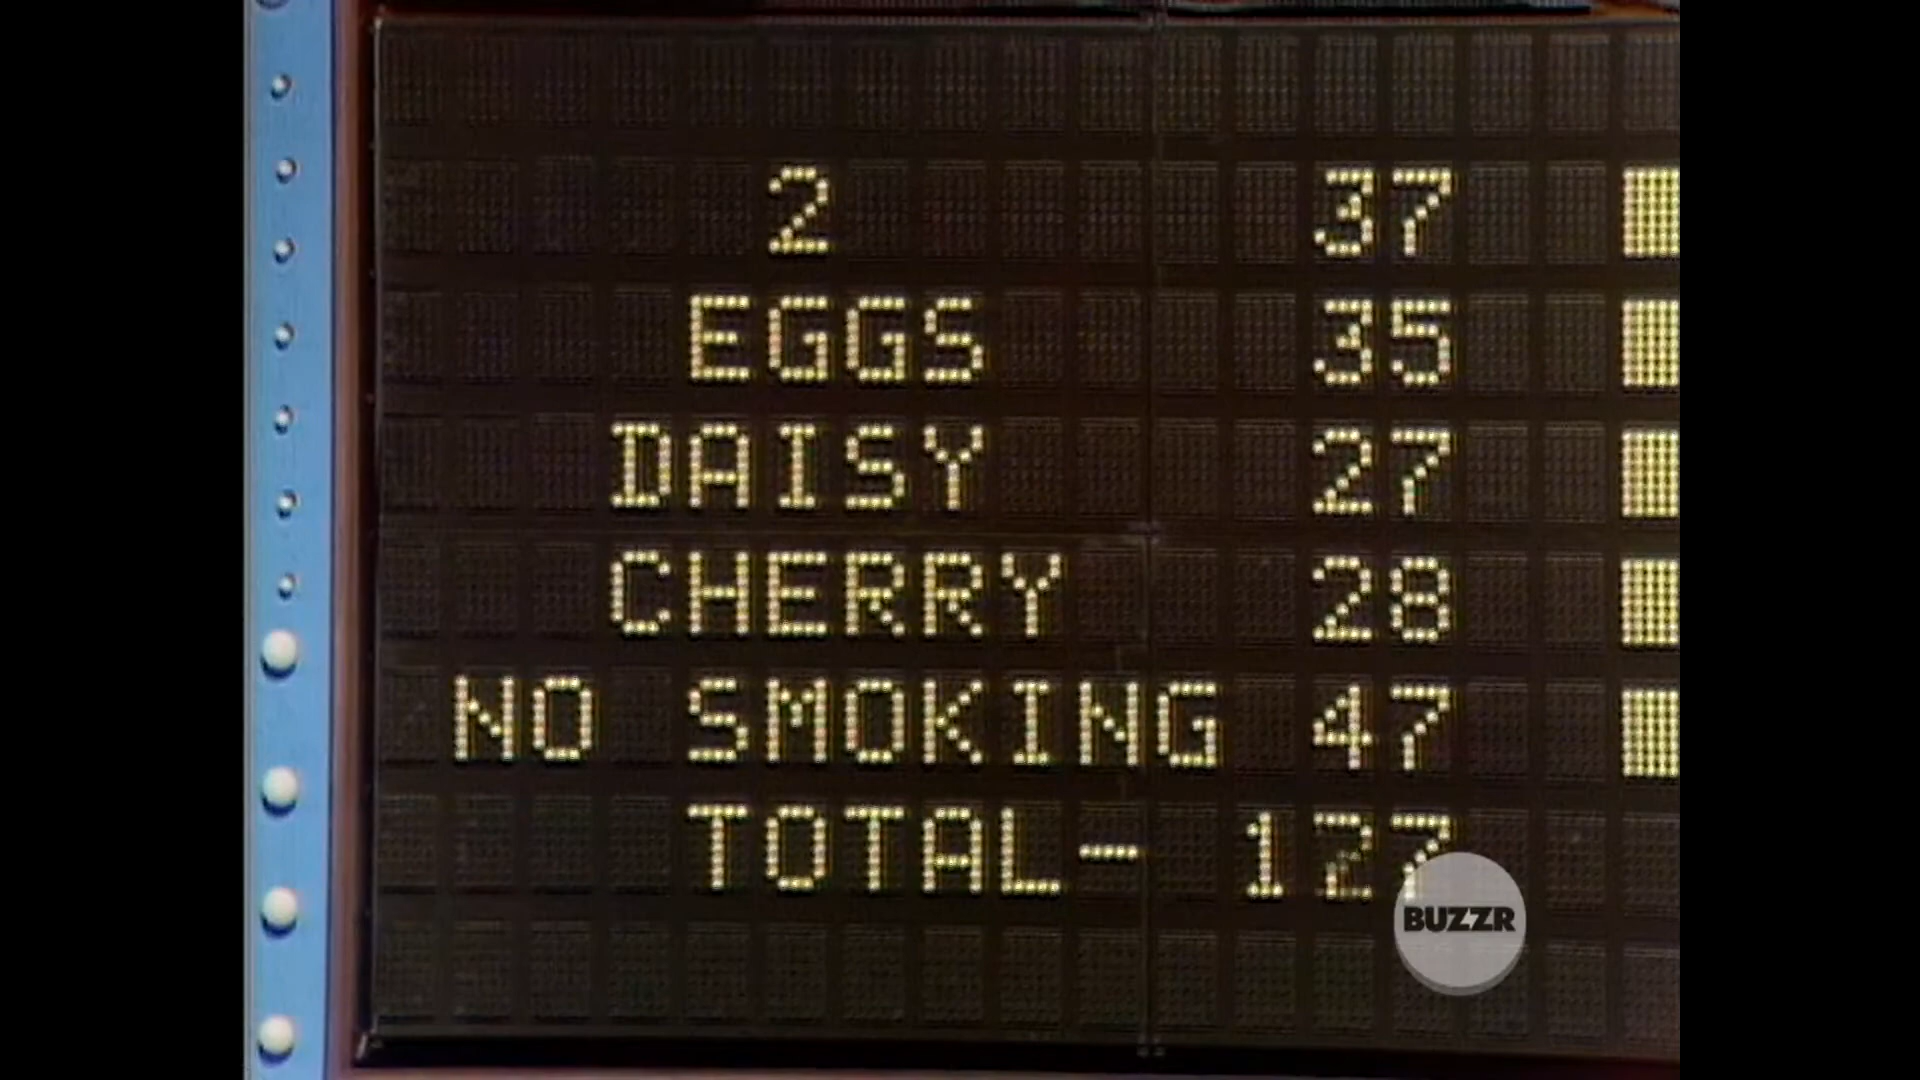 2 37
EGGS 35
DAISY 27
CHERRY 28
NO SMOKING 47
TOTAL- 127
BUZZR